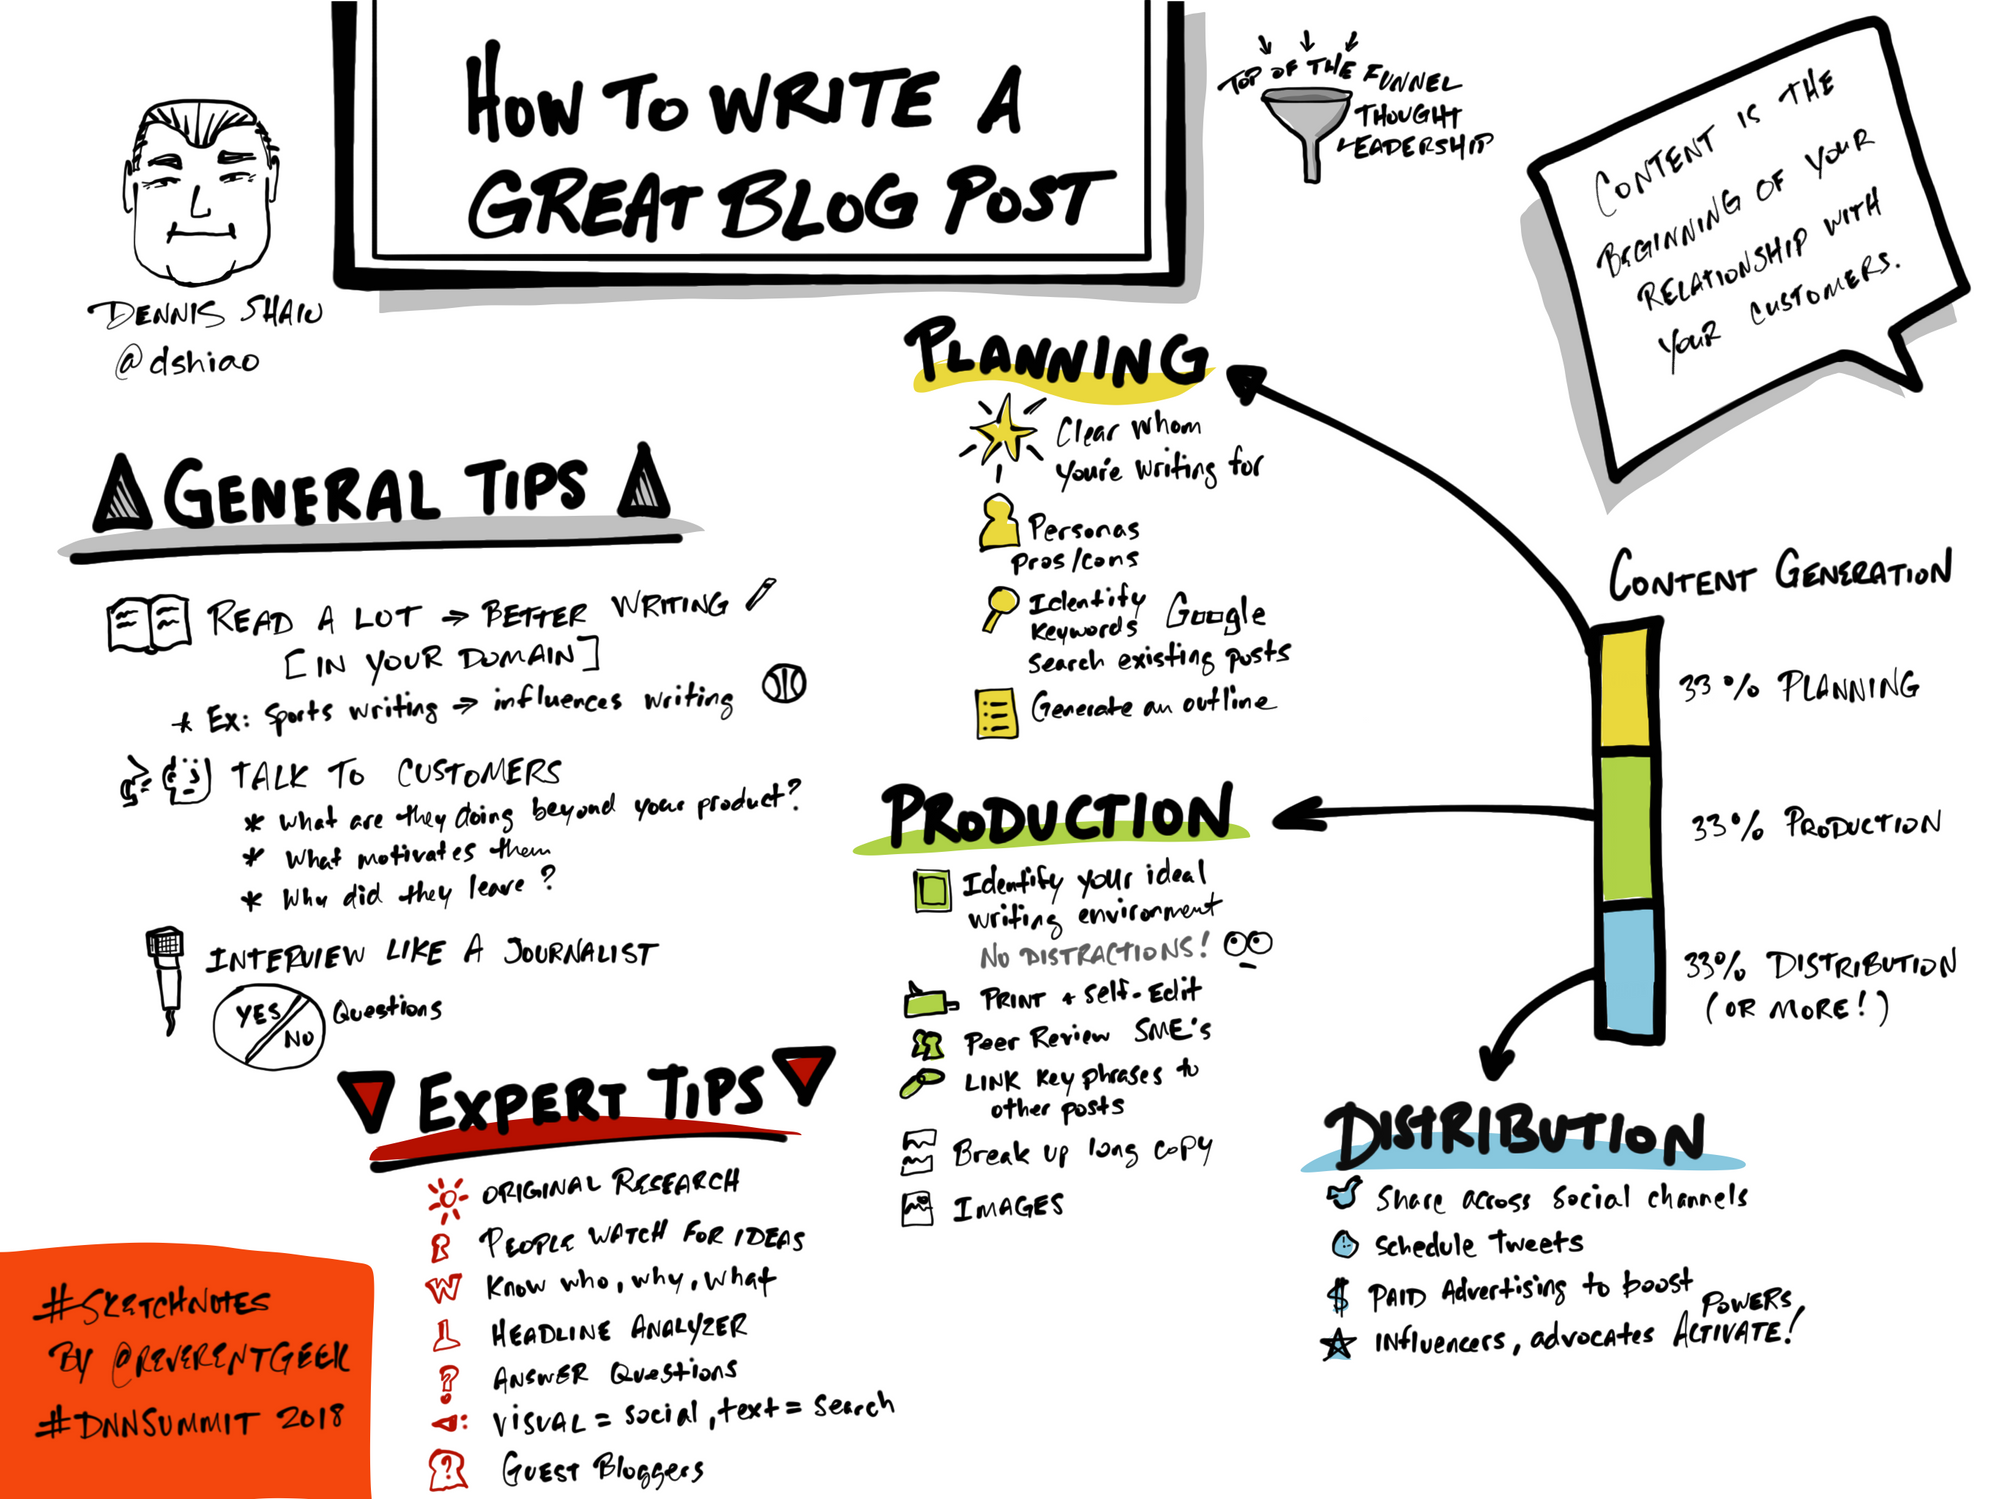 HOW TO WRITE A
GREAT BLOG POST
TOP OF THE FUNNEL
THOUGHT
LEADERSHIP
CONTENT IS THE
BEGINNING OF YOUR
RELATIONSHIP WITH
YOUR CUSTOMERS.
DENNIS SHAIO
@dshiao
GENERAL TIPS
READ A LOT → BETTER WRITING
[IN YOUR DOMAIN]
* Ex: Sports writing → influences writing
TALK TO CUSTOMERS
* What are they doing beyond your product?
* What motivates them
* Why did they leave?
INTERVIEW LIKE A JOURNALIST
YES/NO Questions
EXPERT TIPS
ORIGINAL RESEARCH
PEOPLE WATCH FOR IDEAS
W Know who, why, what
HEADLINE ANALYZER
? ANSWER Questions
VISUAL = Social, text = Search
? GUEST Bloggers
PLANNING
Clear whom
you're writing for
Personas
Pros/Cons
Identify
Keywords Google
Search existing posts
Generate an outline
PRODUCTION
Identify your ideal
writing environment
NO DISTRACTIONS!
PRINT + Self-Edit
Peer Review SME's
LINK Key phrases to
other posts
Break up long copy
IMAGES
CONTENT GENERATION
33% PLANNING
33% PRODUCTION
33% DISTRIBUTION
(OR MORE!)
DISTRIBUTION
Share across Social channels
Schedule Tweets
$ PAID Advertising to boost
Influencers, advocates POWERS ACTIVATE!
#SKETCHNOTES
BY @REVERENTGEEK
#DNNSUMMIT 2018